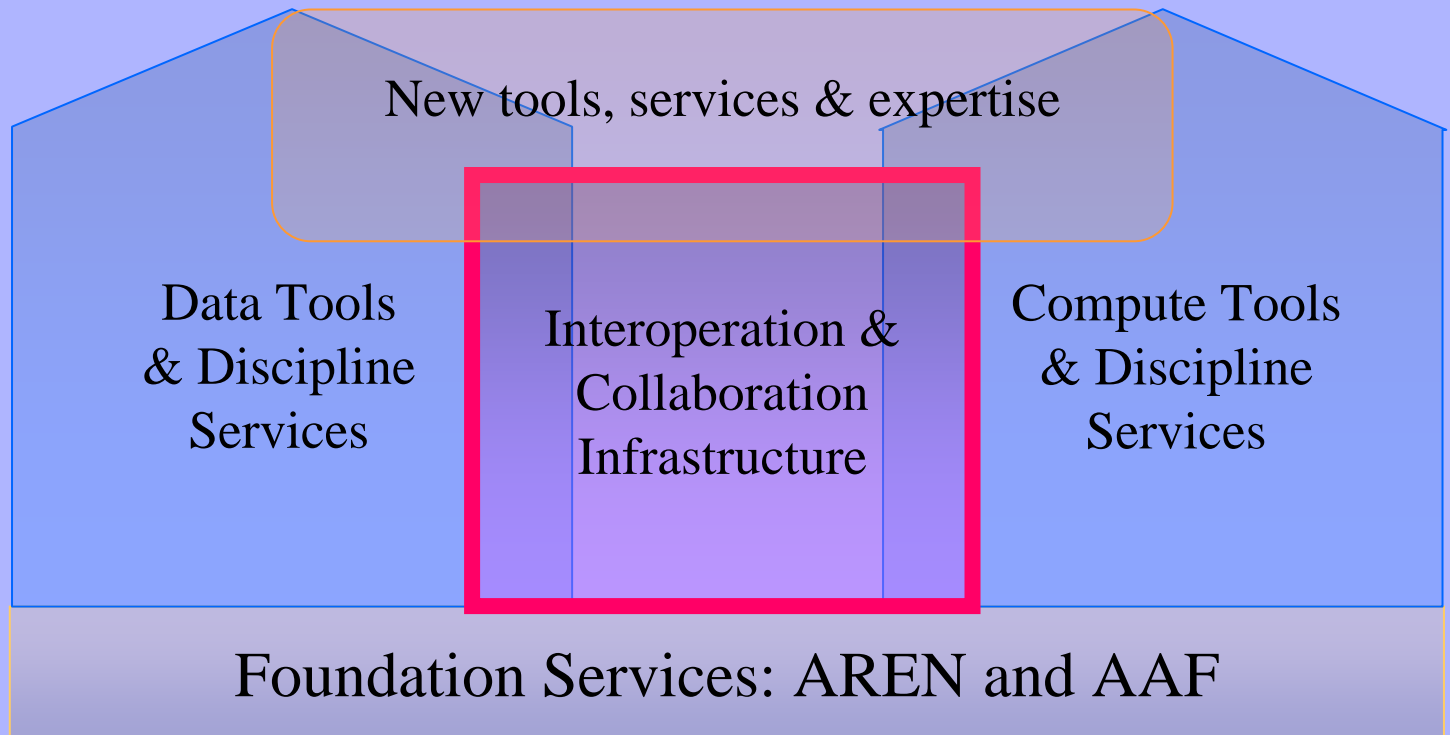 New tools, services & expertise
Data Tools
& Discipline
Services
Interoperation &
Collaboration
Infrastructure
Compute Tools
& Discipline
Services
Foundation Services: AREN and AAF